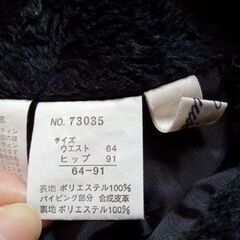 NO. 73035
サイズ
ウエスト 64
ヒップ 91
64-91
表地 ポリエステル100%
パイピング部分 合成皮革
裏地 ポリエステル100%